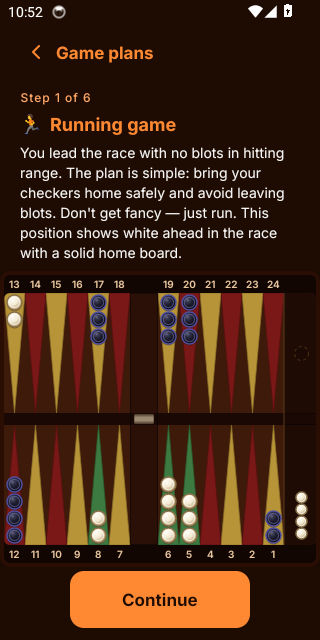 10:52
Game plans
Step 1 of 6
🏃 Running game
You lead the race with no blots in hitting
range. The plan is simple: bring your
checkers home safely and avoid leaving
blots. Don't get fancy — just run. This
position shows white ahead in the race
with a solid home board.
13 14 15 16 17 18 19 20 21 22 23 24
12 11 10 9 8 7 6 5 4 3 2 1
Continue